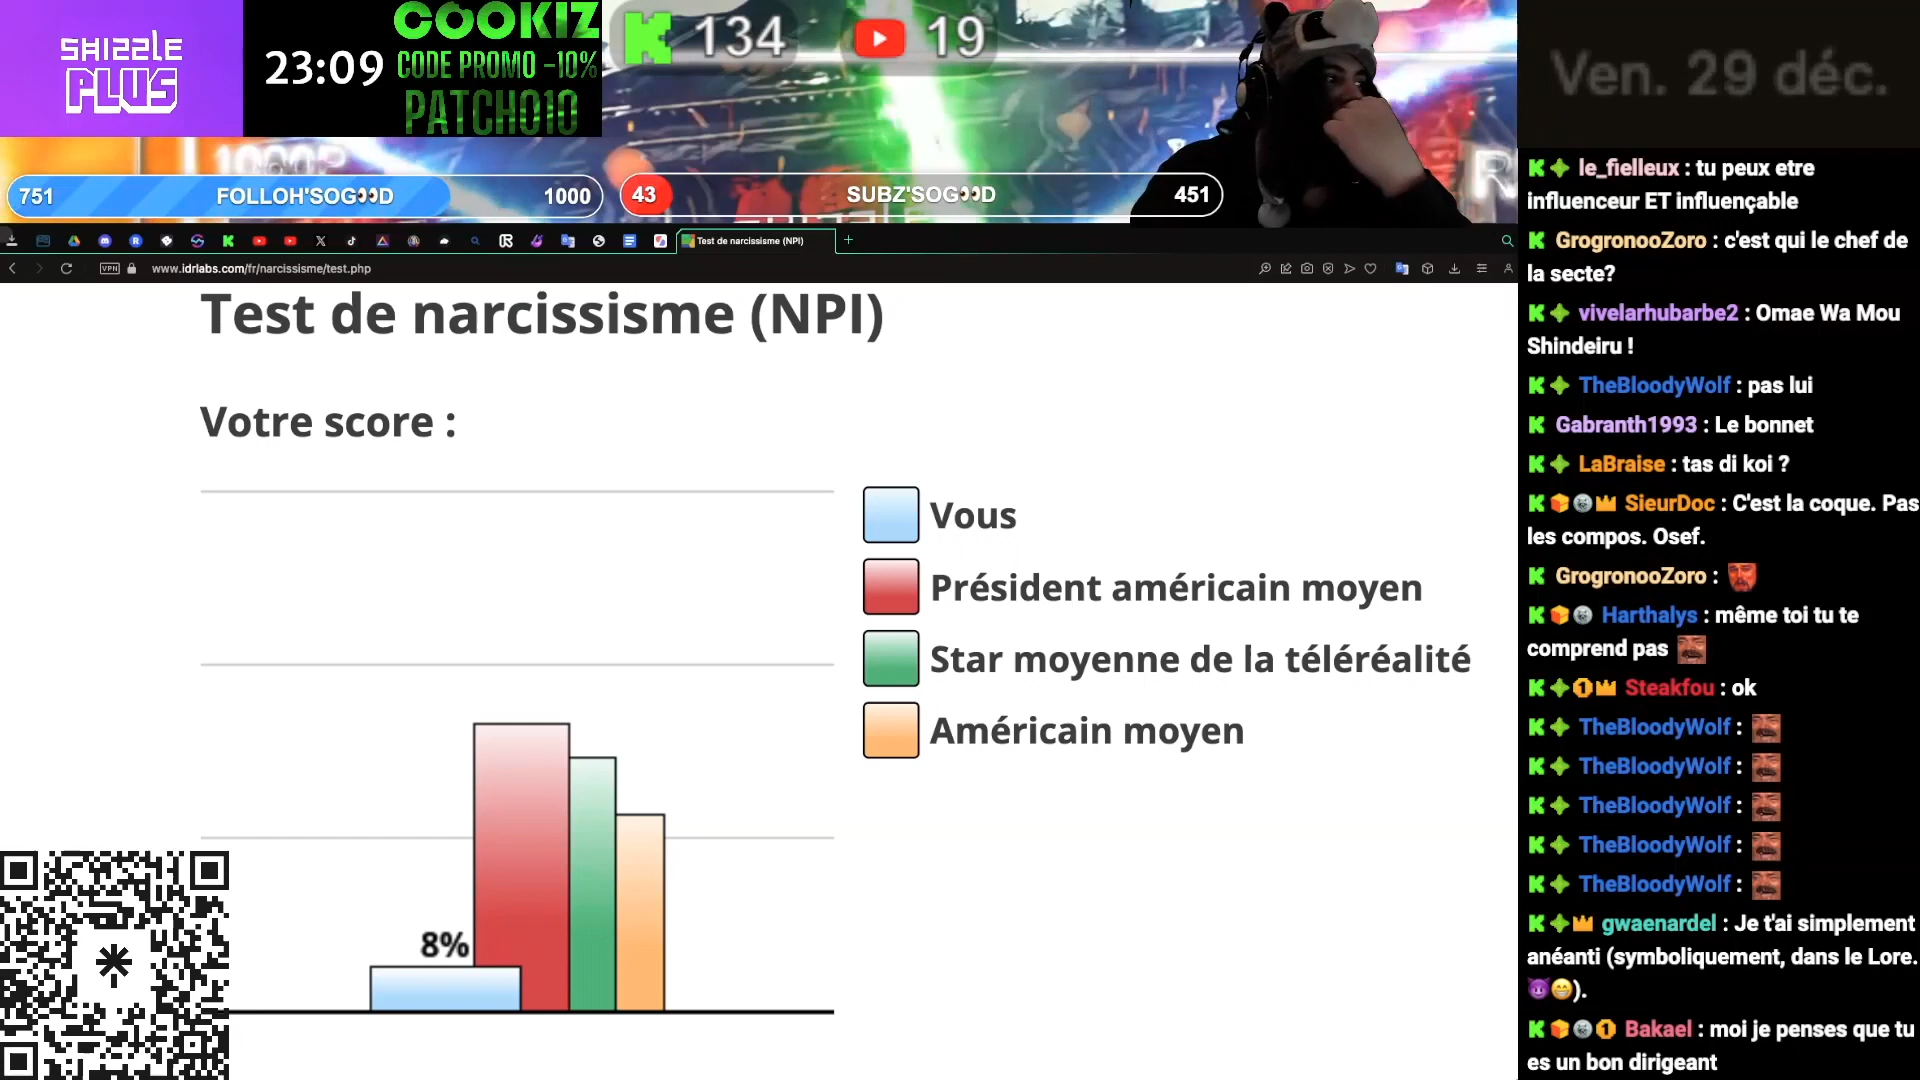 SHIZZLE
PLUS
23:09
COOKIZ
CODE PROMO -10%
PATCHO10
134
19
Ven. 29 déc.
751 FOLLOH'SOG👀D 1000
43 SUBZ'SOG👀D 451
Test de narcissisme (NPI)
VPN
www.idrlabs.com/fr/narcissisme/test.php
Test de narcissisme (NPI)
Votre score :
Vous
Président américain moyen
Star moyenne de la téléréalité
Américain moyen
8%
le_fielleux : tu peux etre
influenceur ET influençable
GrogronooZoro : c'est qui le chef de
la secte?
vivelarhubarbe2 : Omae Wa Mou
Shindeiru !
TheBloodyWolf : pas lui
Gabranth1993 : Le bonnet
LaBraise : tas di koi ?
SieurDoc : C'est la coque. Pas
les compos. Osef.
GrogronooZoro :
Harthalys : même toi tu te
comprend pas
Steakfou : ok
TheBloodyWolf :
TheBloodyWolf :
TheBloodyWolf :
TheBloodyWolf :
TheBloodyWolf :
gwaenardel : Je t'ai simplement
anéanti (symboliquement, dans le Lore.
😈😁).
Bakael : moi je penses que tu
es un bon dirigeant